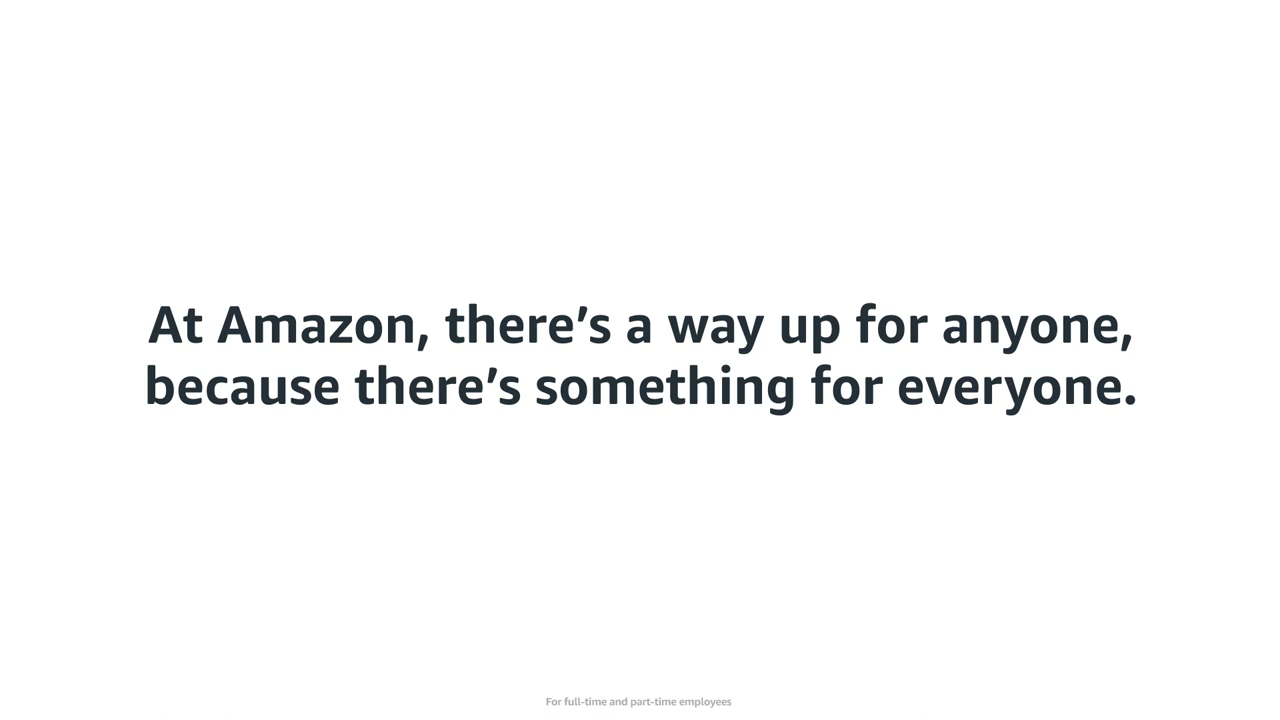 At Amazon, there’s a way up for anyone,
because there’s something for everyone.
For full-time and part-time employees